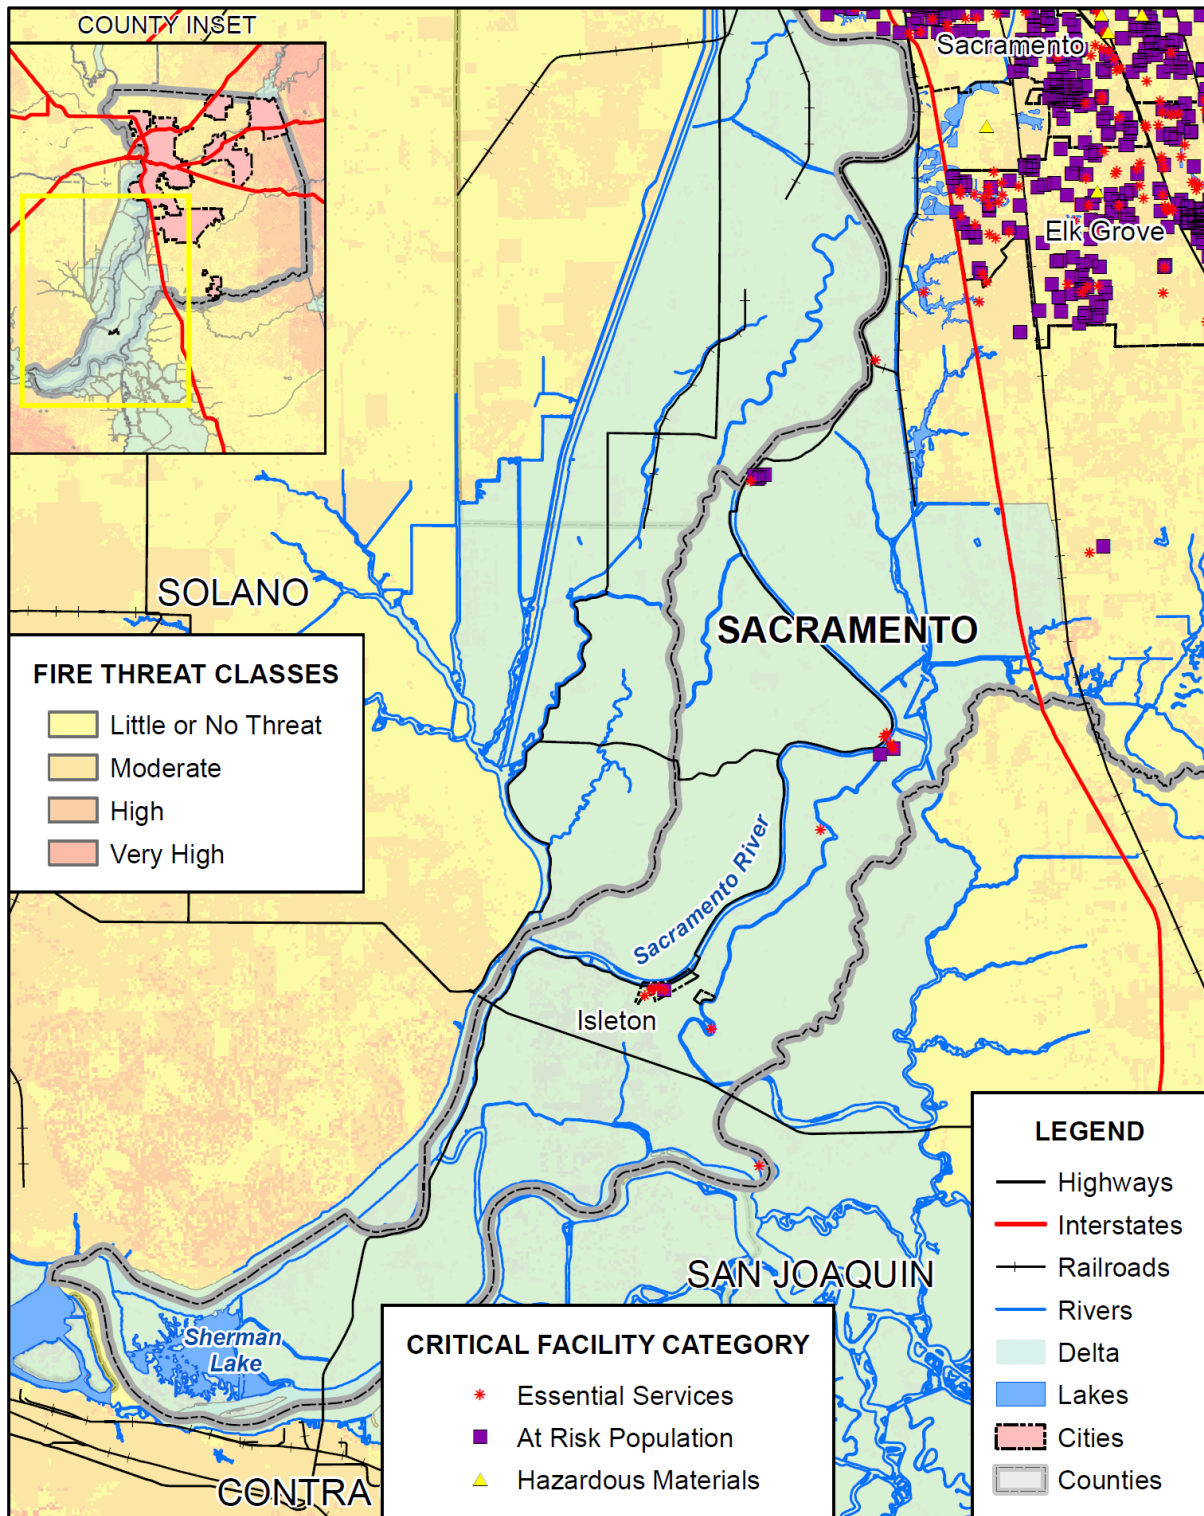 COUNTY INSET
Sacramento
Elk Grove
SOLANO
SACRAMENTO
FIRE THREAT CLASSES
Little or No Threat
Moderate
High
Very High
Sacramento River
Isleton
SAN JOAQUIN
Sherman
Lake
CONTRA
CRITICAL FACILITY CATEGORY
Essential Services
At Risk Population
Hazardous Materials
LEGEND
Highways
Interstates
Railroads
Rivers
Delta
Lakes
Cities
Counties